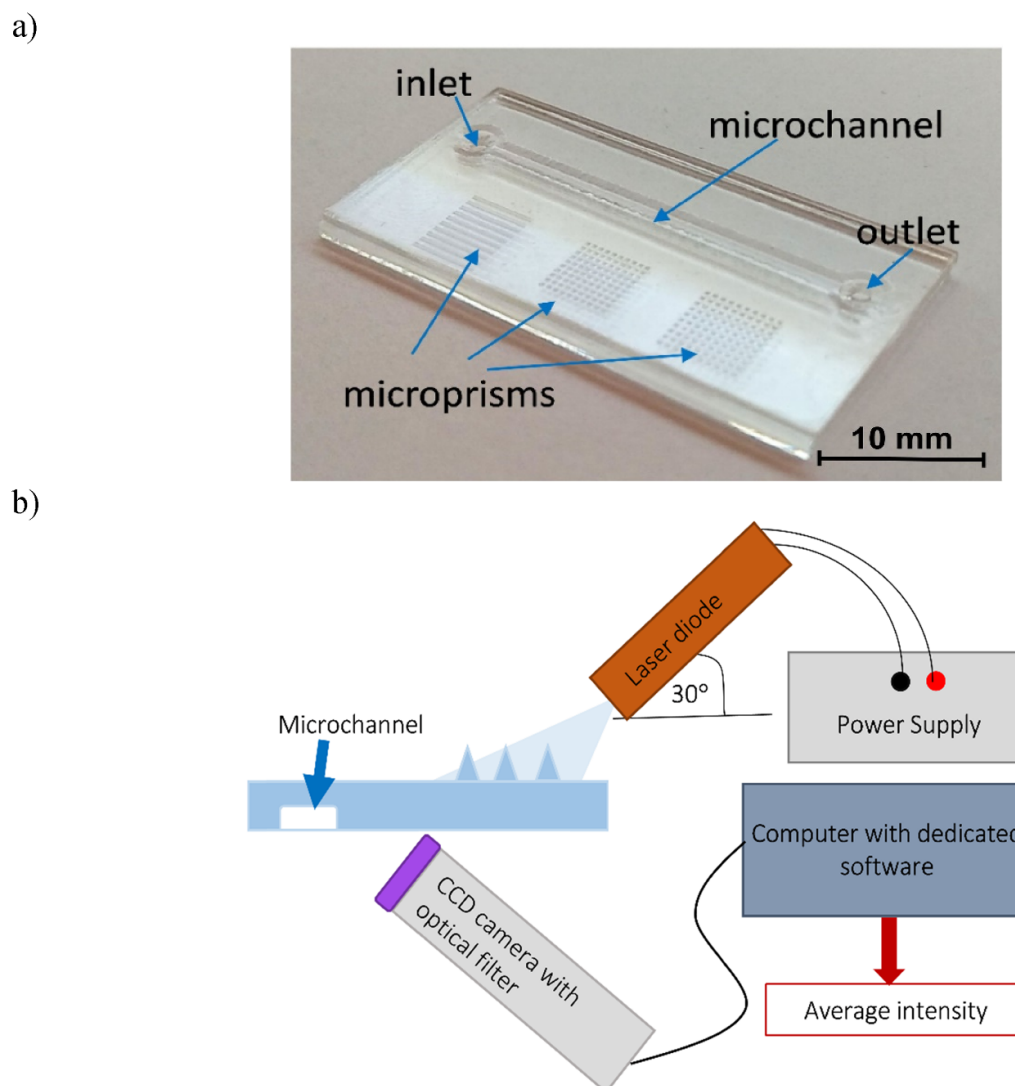 a)
inlet
microchannel
outlet
microprisms
10 mm
b)
Laser diode
30°
Microchannel
Power Supply
Computer with dedicated
software
CCD camera with
optical filter
Average intensity